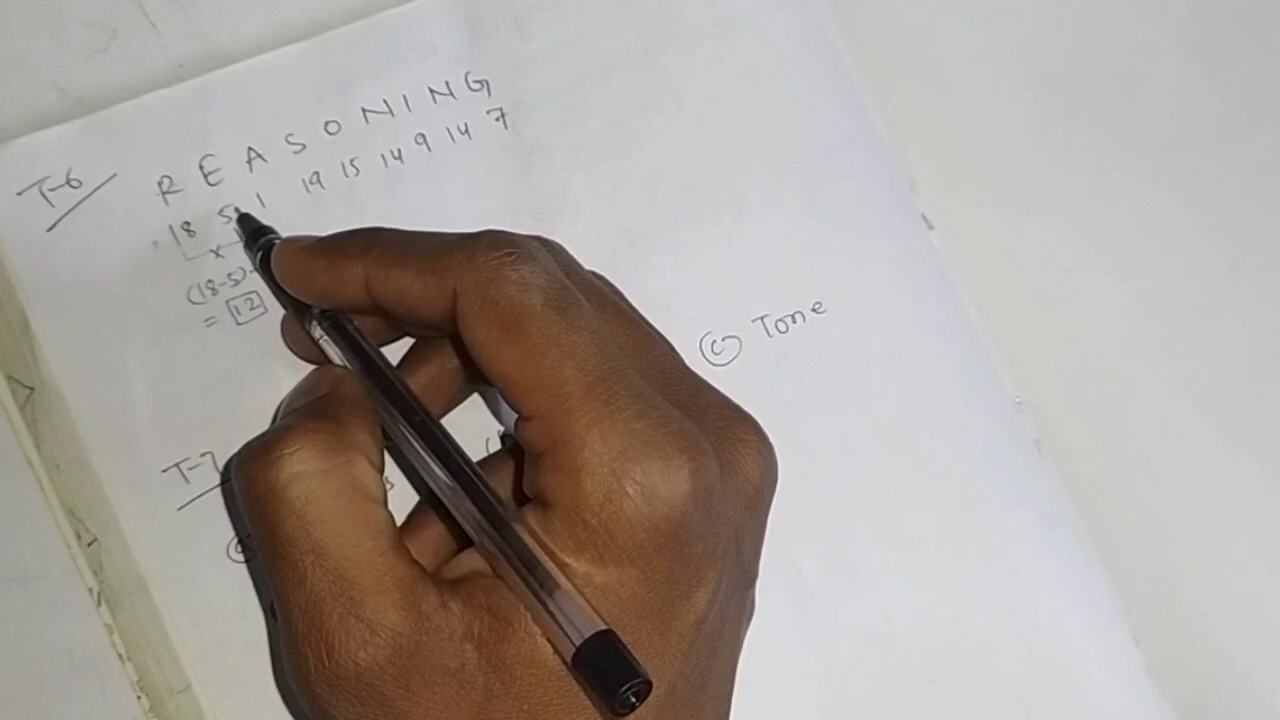 T-6
R E A S O N I N G
18 5 1 19 15 14 9 14 7
×
(18-5)-
= 12
(c) Tone
T-7